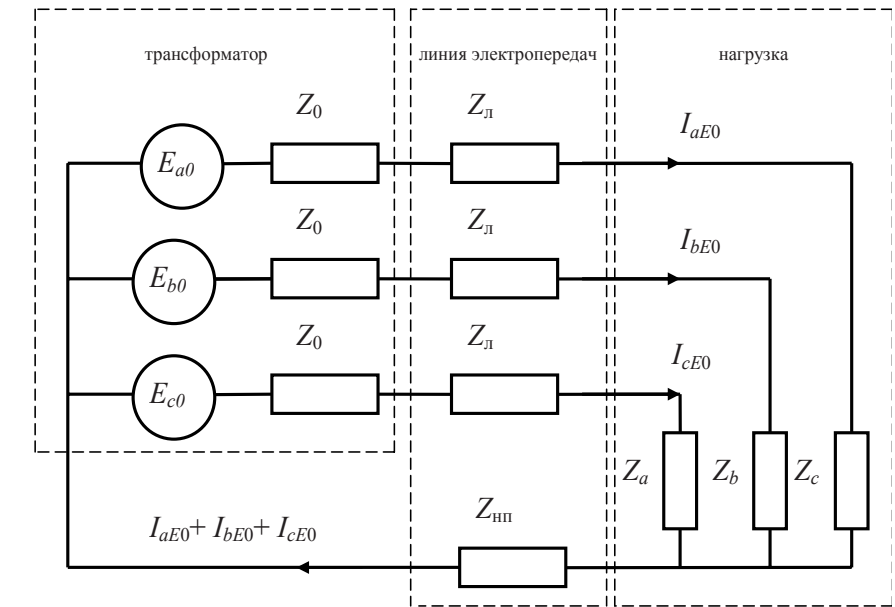 трансформатор линия электропередач нагрузка
Z0 Zл
IaE0
Ea0
Z0 Zл
IbE0
Eb0
Z0 Zл
IcE0
Ec0
Za Zb Zc
Zнп
IaE0+ IbE0+ IcE0